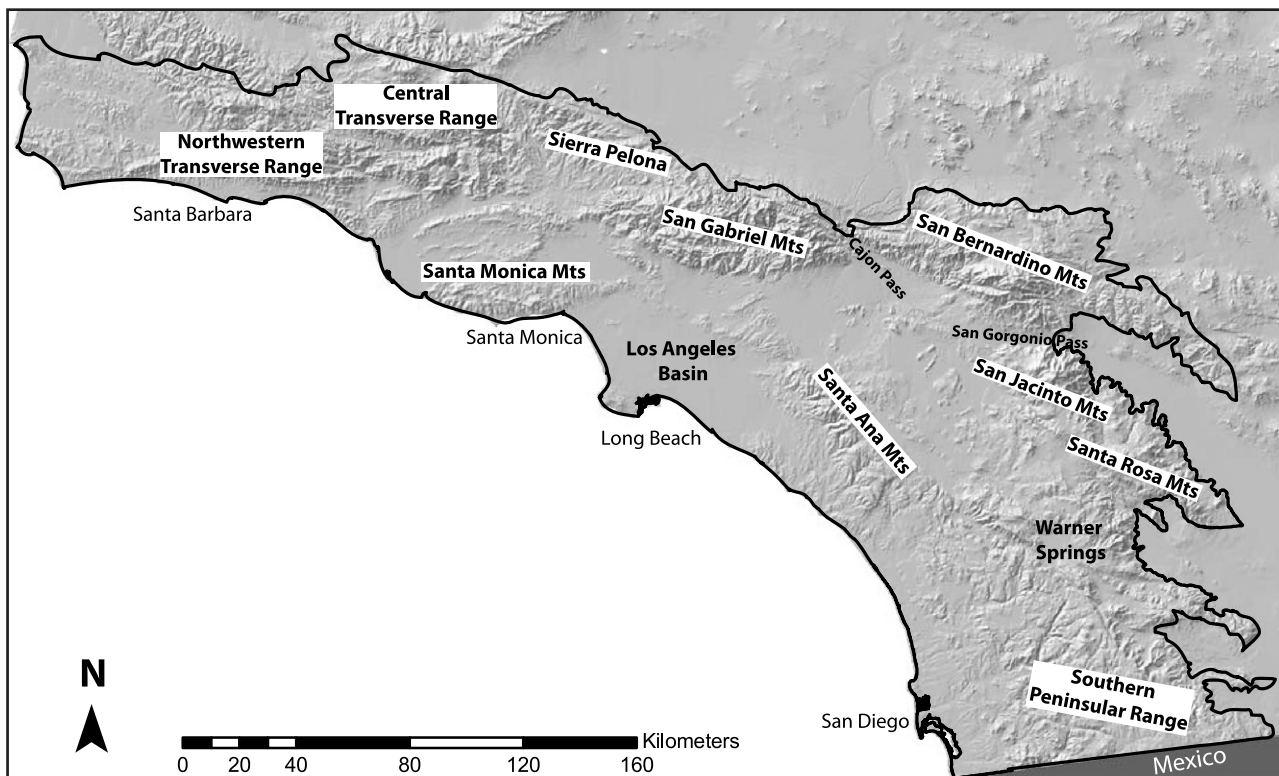 Central
Transverse Range
Northwestern
Transverse Range
Sierra Pelona
Santa Barbara
San Gabriel Mts
San Bernardino Mts
Cajon Pass
Santa Monica Mts
Santa Monica
San Gorgonio Pass
Los Angeles
Basin
San Jacinto Mts
Santa Ana Mts
Long Beach
Santa Rosa Mts
Warner
Springs
N
Southern
Peninsular Range
San Diego
Kilometers
0 20 40 80 120 160
Mexico